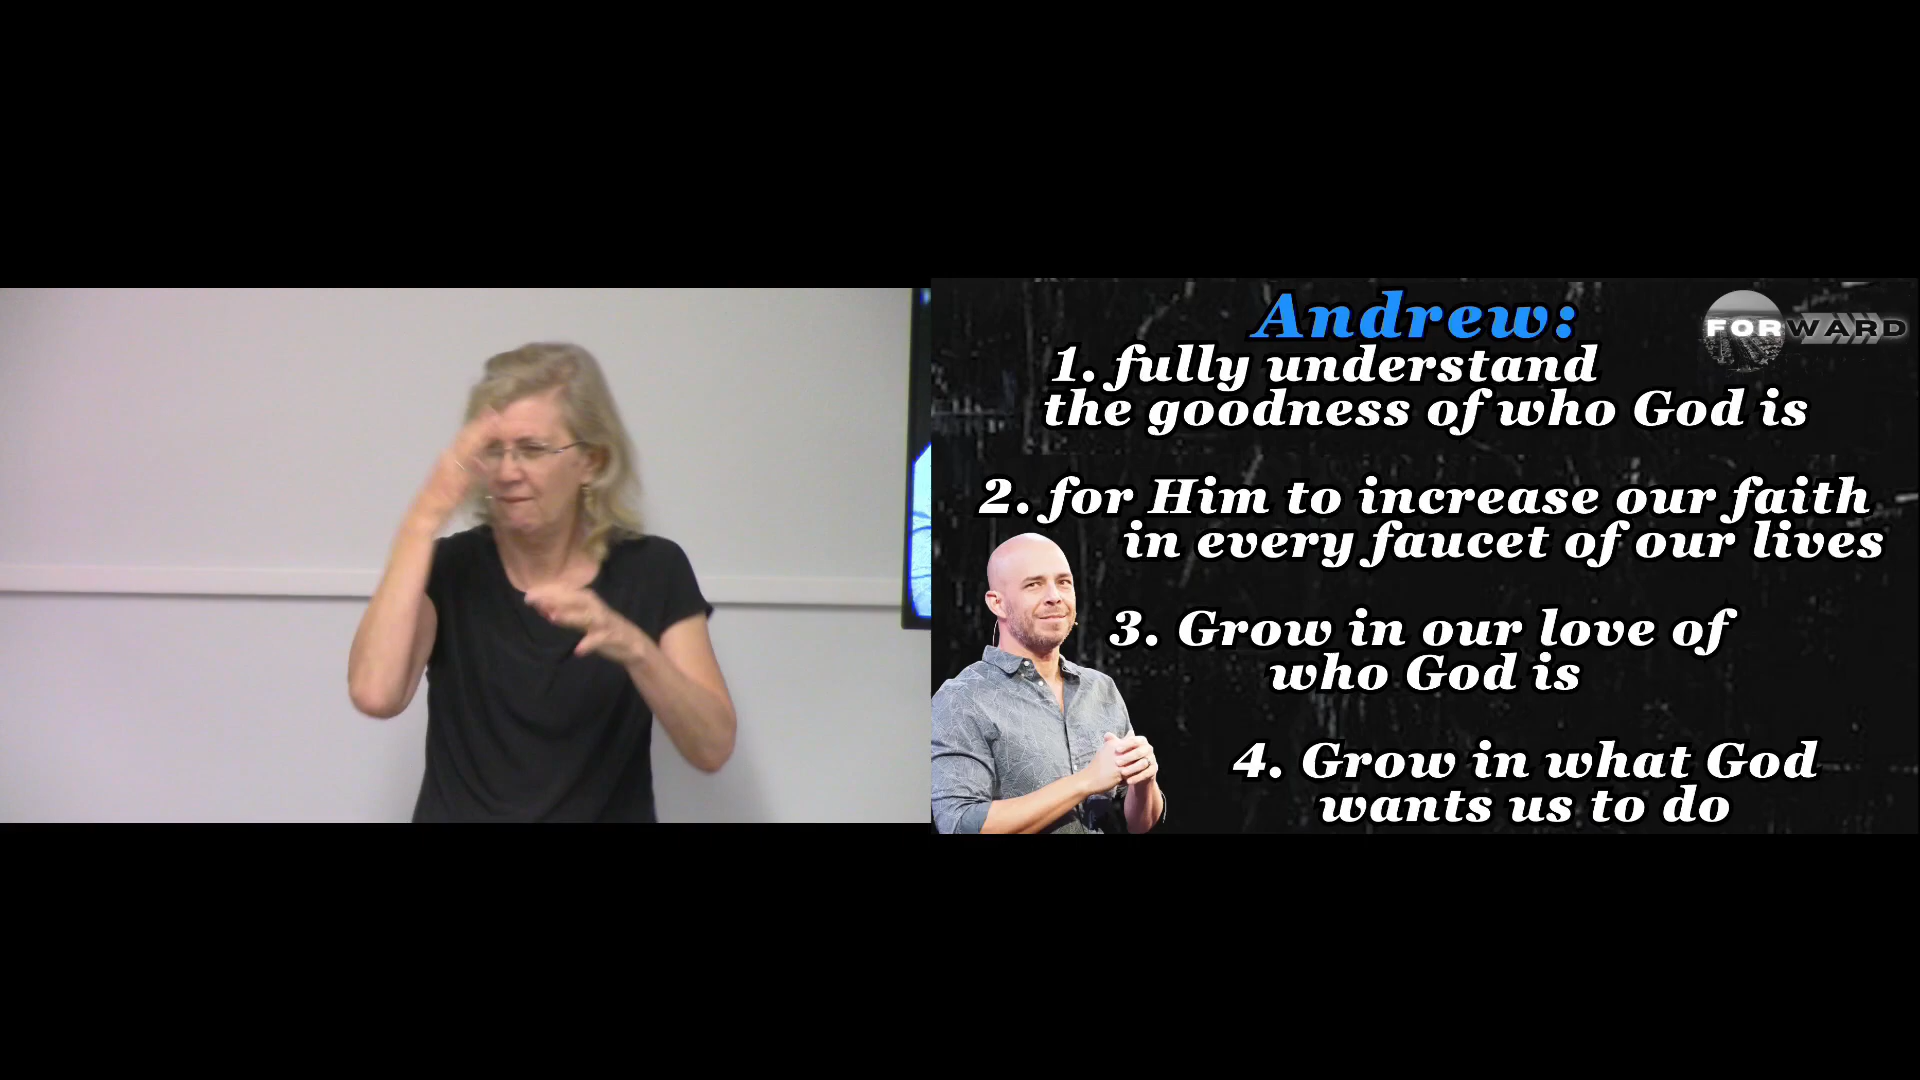 Andrew:
FORWARD
1. fully understand
the goodness of who God is
2. for Him to increase our faith
in every faucet of our lives
3. Grow in our love of
who God is
4. Grow in what God
wants us to do